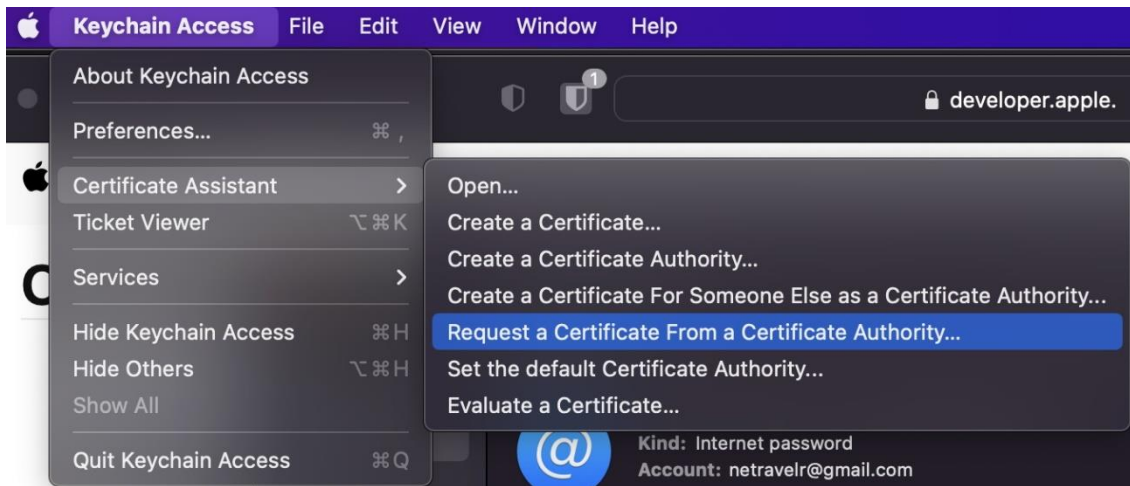 Keychain Access File Edit View Window Help
About Keychain Access
1
developer.apple.
Preferences... ⌘ ,
Certificate Assistant >
Open...
Ticket Viewer ⌥⌘K
Create a Certificate...
Create a Certificate Authority...
Services >
Create a Certificate For Someone Else as a Certificate Authority...
Hide Keychain Access ⌘H
Request a Certificate From a Certificate Authority...
Hide Others ⌥⌘H
Set the default Certificate Authority...
Show All
Evaluate a Certificate...
Quit Keychain Access ⌘Q
@
Kind: Internet password
Account: netravelr@gmail.com